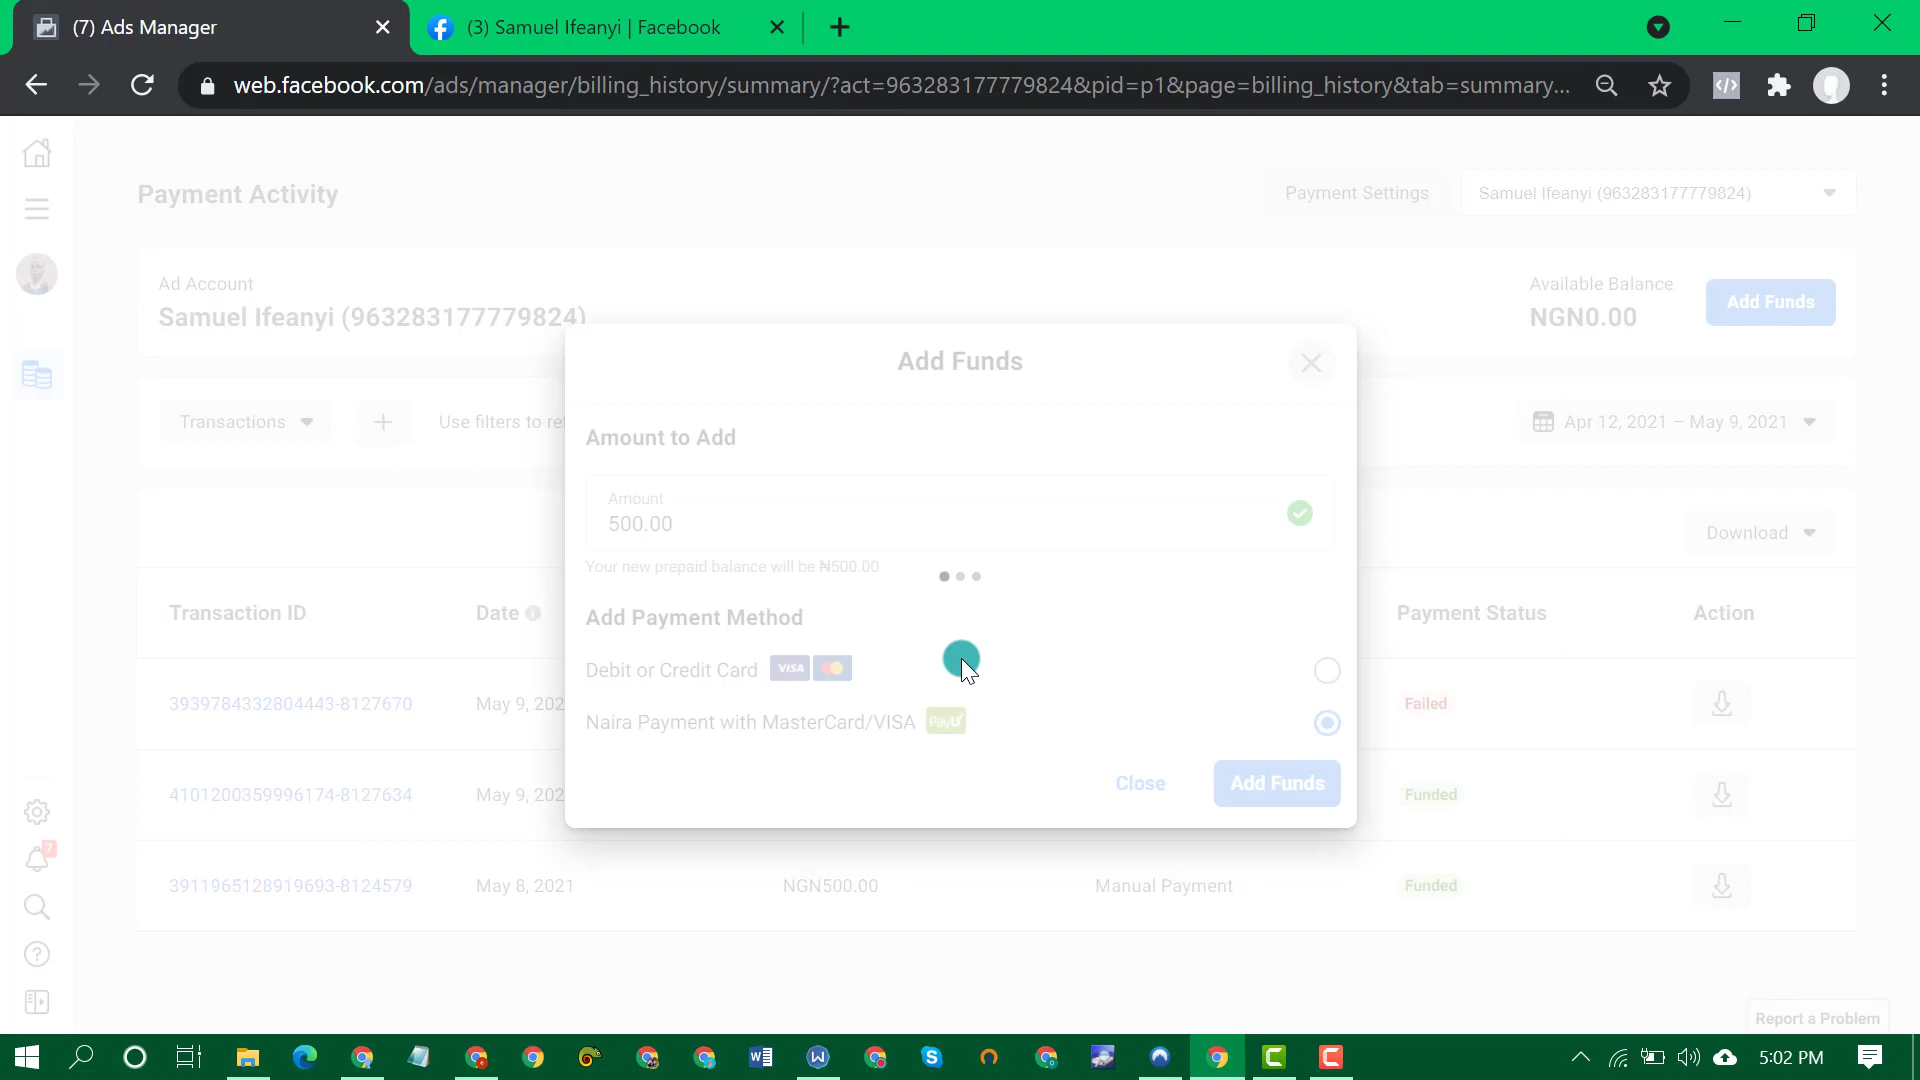 (7) Ads Manager
(3) Samuel Ifeanyi | Facebook
web.facebook.com/ads/manager/billing_history/summary/?act=963283177779824&pid=p1&page=billing_history&tab=summary...
Payment Activity
Payment Settings
Samuel Ifeanyi (963283177779824)
Ad Account
Samuel Ifeanyi (963283177779824)
Available Balance
NGN0.00
Add Funds
Transactions
Use filters to re
Apr 12, 2021 – May 9, 2021
Download
Add Funds
Amount to Add
Amount
500.00
Your new prepaid balance will be ₦500.00
Add Payment Method
Debit or Credit Card VISA
Naira Payment with MasterCard/VISA PayU
Close
Add Funds
Transaction ID
Date
Payment Status
Action
3939784332804443-8127670
May 9, 202
Failed
4101200359996174-8127634
May 9, 202
Funded
3911965128919693-8124579
May 8, 2021
NGN500.00
Manual Payment
Funded
7
Report a Problem
5:02 PM